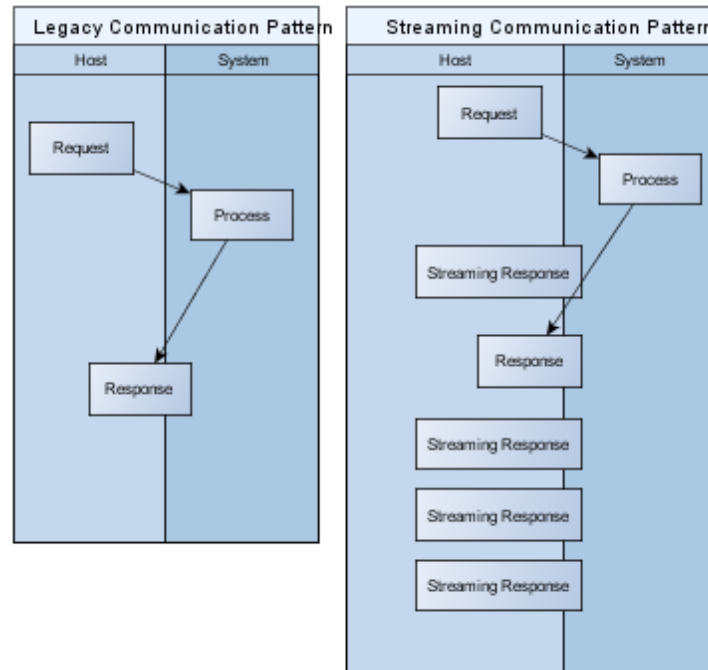 Legacy Communication Pattern
Host
System
Request
Process
Response
Streaming Communication Pattern
Host
System
Request
Process
Streaming Response
Response
Streaming Response
Streaming Response
Streaming Response